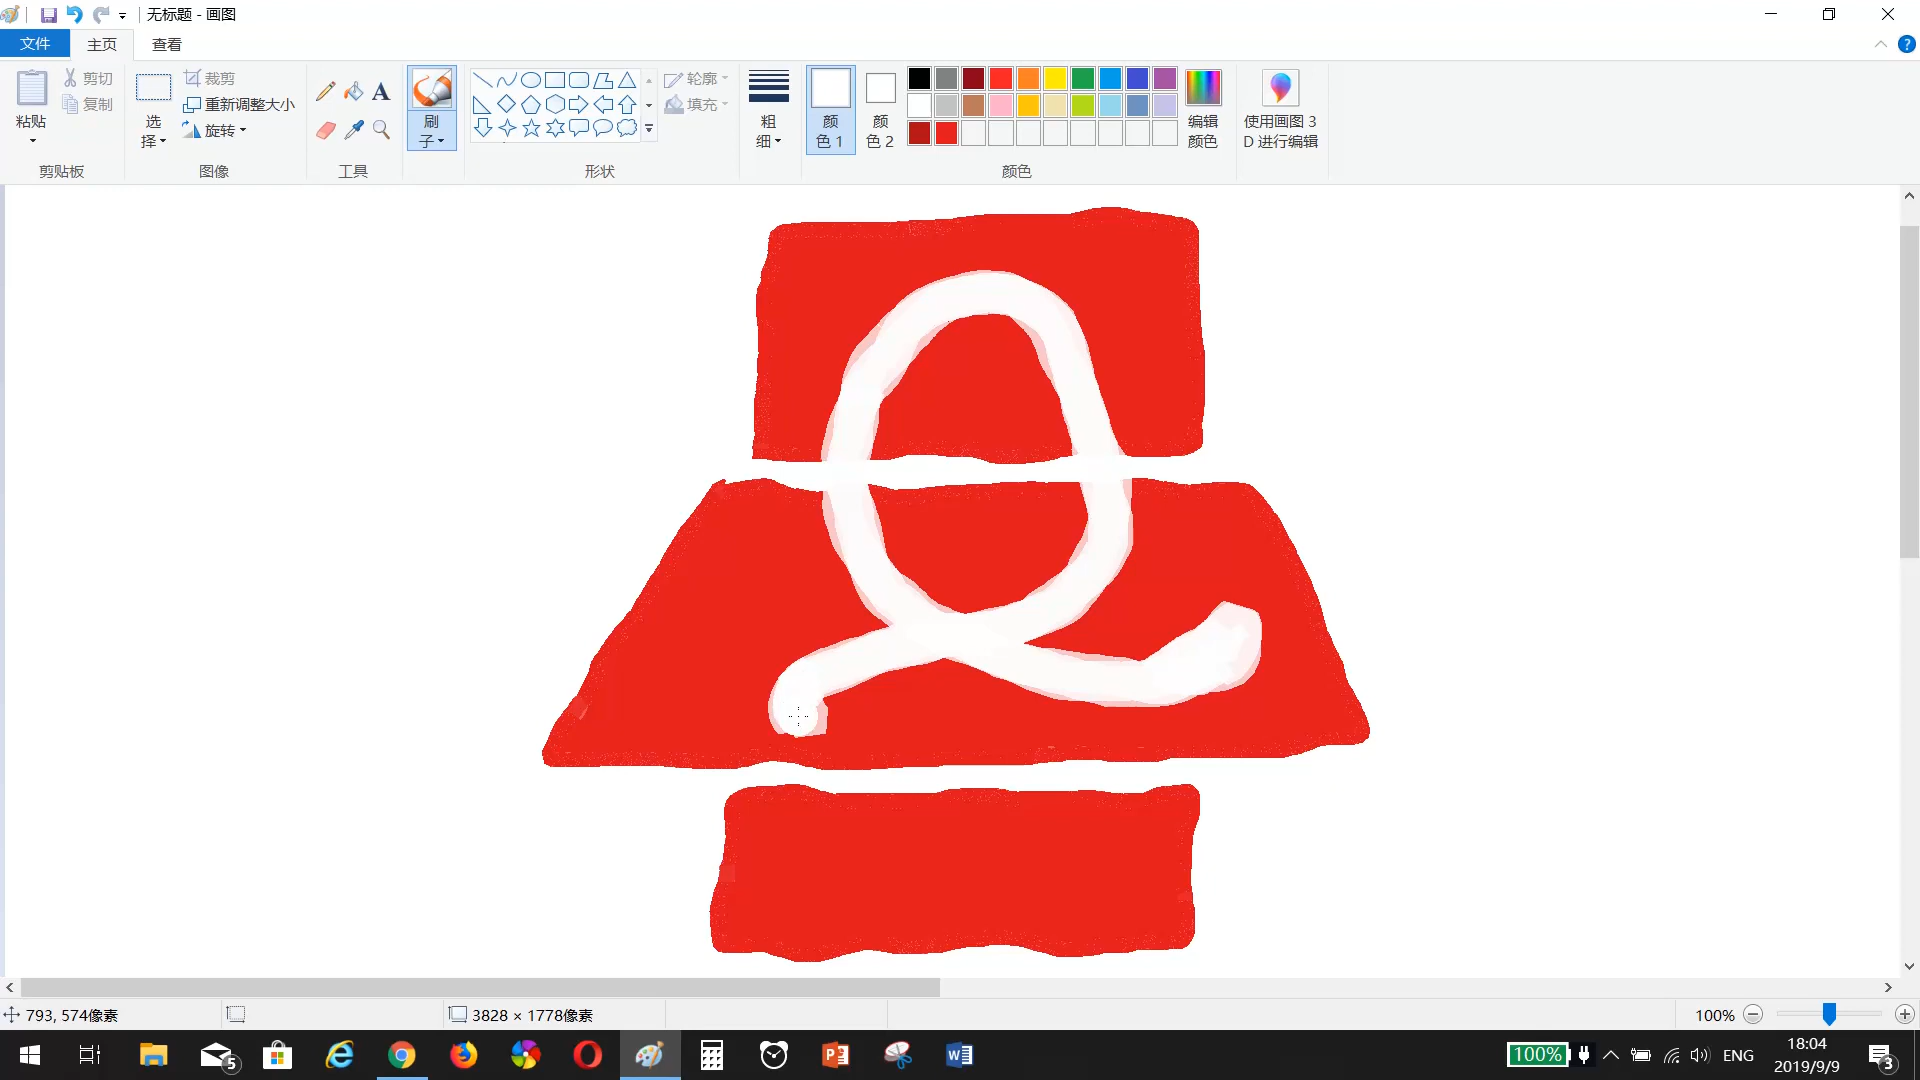 无标题 - 画图
文件 主页 查看
粘贴
剪切
复制
剪贴板
选
择
裁剪
重新调整大小
旋转
图像
A
工具
刷
子
形状
轮廓
填充
粗
细
颜
色 1
颜
色 2
编辑
颜色
颜色
使用画图 3
D 进行编辑
793, 574像素
3828 × 1778像素
100%
5
100%
ENG
18:04
2019/9/9
3